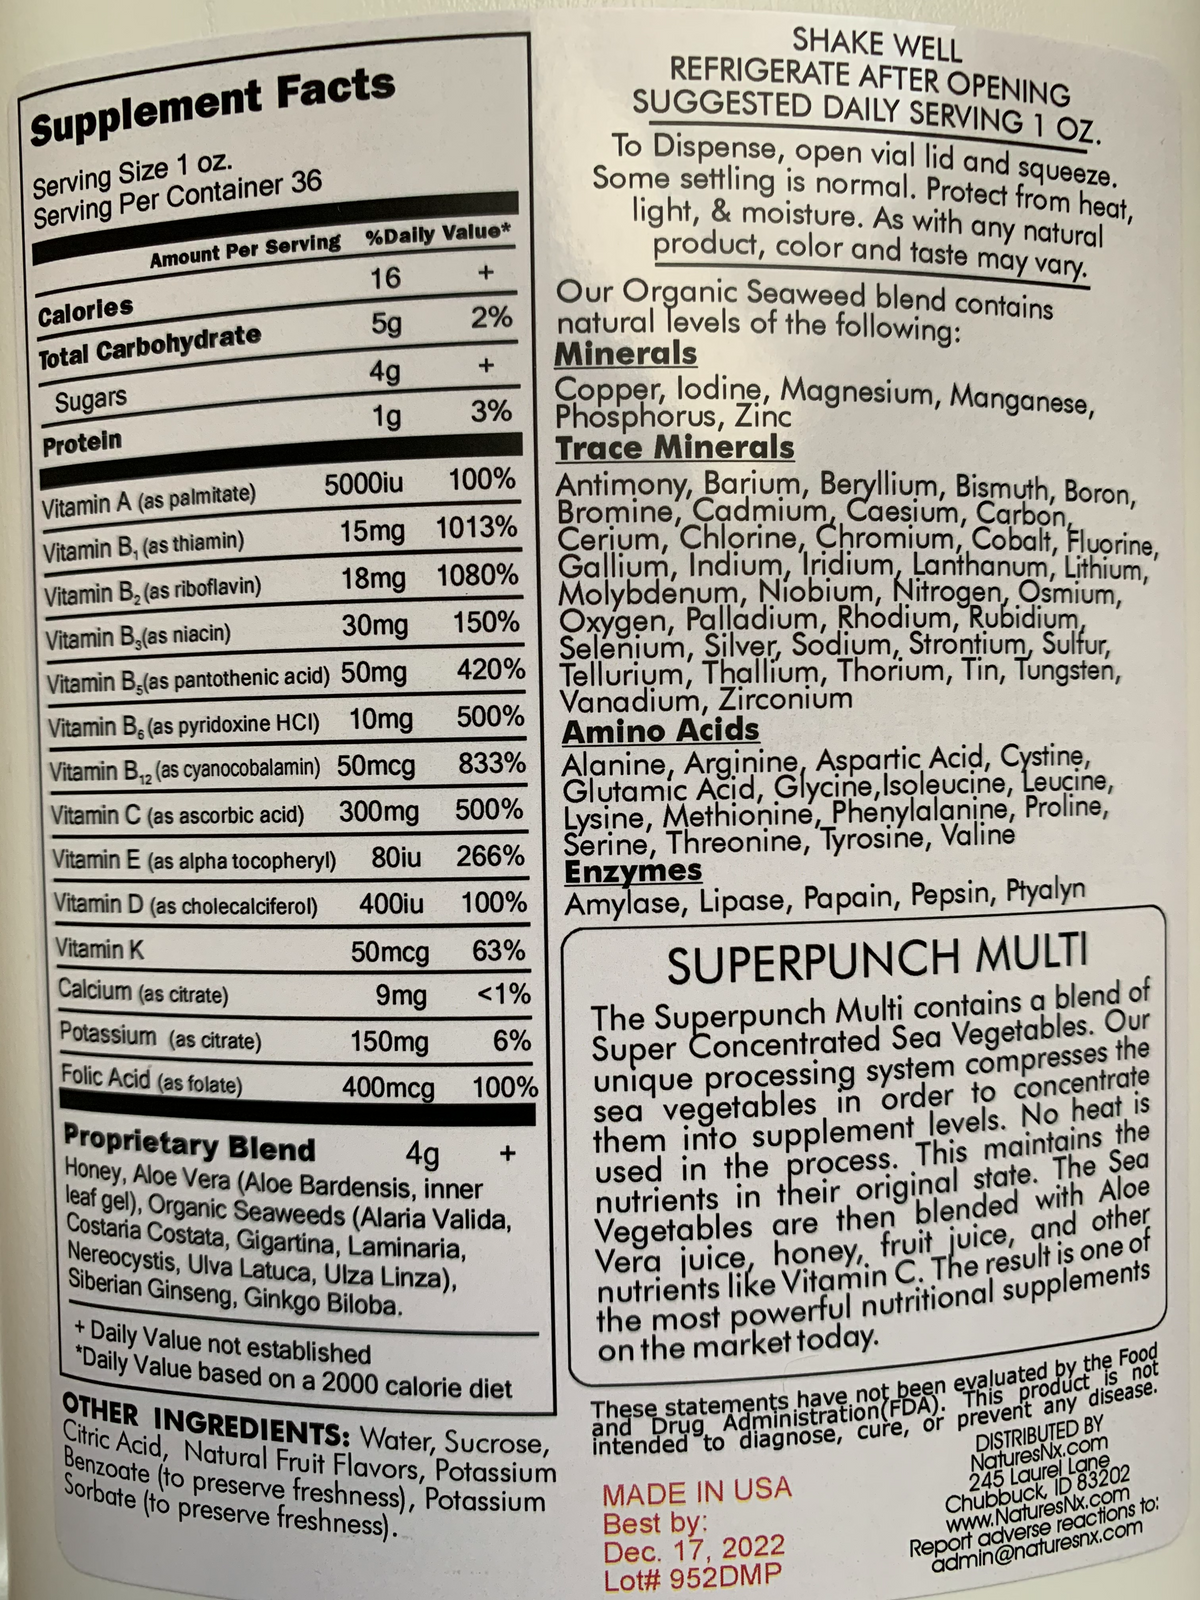 Supplement Facts
Serving Size 1 oz.
Serving Per Container 36
Amount Per Serving %Daily Value*
Calories 16 +
Total Carbohydrate 5g 2%
Sugars 4g +
Protein 1g 3%
Vitamin A (as palmitate) 5000iu 100%
Vitamin B₁ (as thiamin) 15mg 1013%
Vitamin B₂ (as riboflavin) 18mg 1080%
Vitamin B₃(as niacin) 30mg 150%
Vitamin B₅(as pantothenic acid) 50mg 420%
Vitamin B₆ (as pyridoxine HCI) 10mg 500%
Vitamin B₁₂ (as cyanocobalamin) 50mcg 833%
Vitamin C (as ascorbic acid) 300mg 500%
Vitamin E (as alpha tocopheryl) 80iu 266%
Vitamin D (as cholecalciferol) 400iu 100%
Vitamin K 50mcg 63%
Calcium (as citrate) 9mg <1%
Potassium (as citrate) 150mg 6%
Folic Acid (as folate) 400mcg 100%
Proprietary Blend 4g +
Honey, Aloe Vera (Aloe Bardensis, inner
leaf gel), Organic Seaweeds (Alaria Valida,
Costaria Costata, Gigartina, Laminaria,
Nereocystis, Ulva Latuca, Ulza Linza),
Siberian Ginseng, Ginkgo Biloba.
+ Daily Value not established
*Daily Value based on a 2000 calorie diet
OTHER INGREDIENTS: Water, Sucrose,
Citric Acid, Natural Fruit Flavors, Potassium
Benzoate (to preserve freshness), Potassium
Sorbate (to preserve freshness).
SHAKE WELL
REFRIGERATE AFTER OPENING
SUGGESTED DAILY SERVING 1 OZ.
To Dispense, open vial lid and squeeze.
Some settling is normal. Protect from heat,
light, & moisture. As with any natural
product, color and taste may vary.
Our Organic Seaweed blend contains
natural levels of the following:
Minerals
Copper, Iodine, Magnesium, Manganese,
Phosphorus, Zinc
Trace Minerals
Antimony, Barium, Beryllium, Bismuth, Boron,
Bromine, Cadmium, Caesium, Carbon,
Cerium, Chlorine, Chromium, Cobalt, Fluorine,
Gallium, Indium, Iridium, Lanthanum, Lithium,
Molybdenum, Niobium, Nitrogen, Osmium,
Oxygen, Palladium, Rhodium, Rubidium,
Selenium, Silver, Sodium, Strontium, Sulfur,
Tellurium, Thallium, Thorium, Tin, Tungsten,
Vanadium, Zirconium
Amino Acids
Alanine, Arginine, Aspartic Acid, Cystine,
Glutamic Acid, Glycine,Isoleucine, Leucine,
Lysine, Methionine, Phenylalanine, Proline,
Serine, Threonine, Tyrosine, Valine
Enzymes
Amylase, Lipase, Papain, Pepsin, Ptyalyn
SUPERPUNCH MULTI
The Superpunch Multi contains a blend of
Super Concentrated Sea Vegetables. Our
unique processing system compresses the
sea vegetables in order to concentrate
them into supplement levels. No heat is
used in the process. This maintains the
nutrients in their original state. The Sea
Vegetables are then blended with Aloe
Vera juice, honey, fruit juice, and other
nutrients like Vitamin C. The result is one of
the most powerful nutritional supplements
on the market today.
These statements have not been evaluated by the Food
and Drug Administration(FDA). This product is not
intended to diagnose, cure, or prevent any disease.
MADE IN USA
Best by:
Dec. 17, 2022
Lot# 952DMP
DISTRIBUTED BY
NaturesNx.com
245 Laurel Lane
Chubbuck, ID 83202
www.NaturesNx.com
Report adverse reactions to:
admin@naturesnx.com